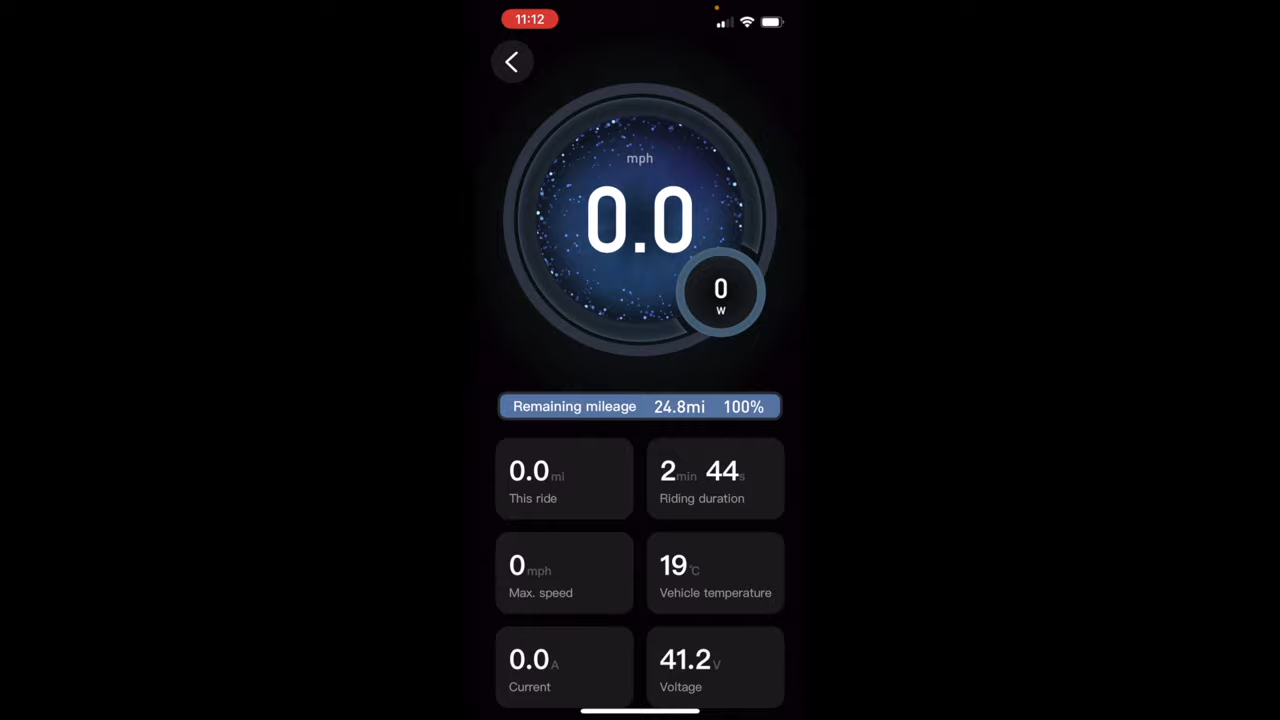 11:12
mph
0.0
0
W
Remaining mileage 24.8mi 100%
0.0mi
This ride
2min 44s
Riding duration
0mph
Max. speed
19°C
Vehicle temperature
0.0A
Current
41.2V
Voltage